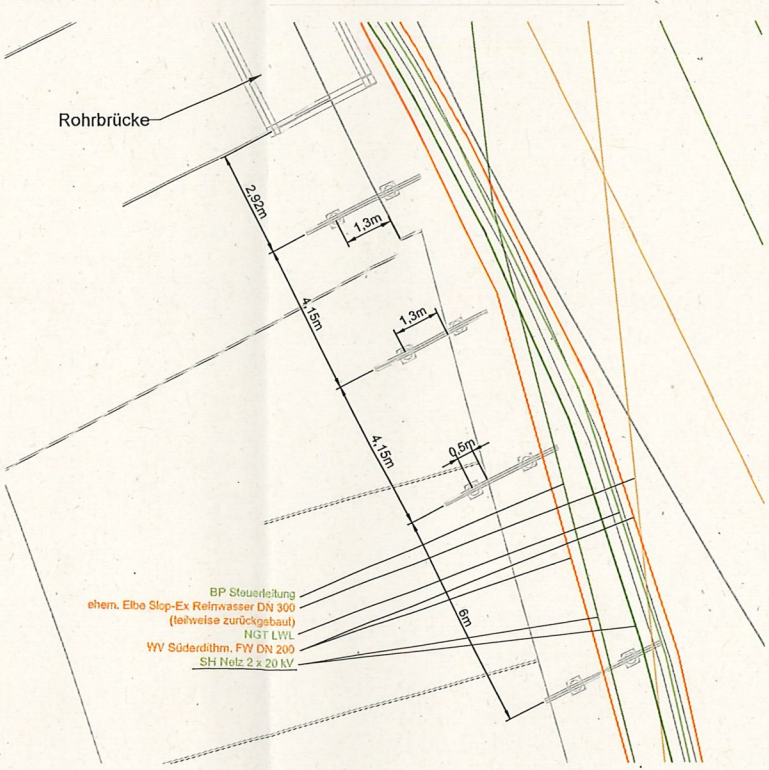 Rohrbrücke
2,92m
1,3m
4,15m
1,3m
4,15m
0,5m
6m
BP Steuerleitung
ehem. Elbe Slop-Ex Reinwasser DN 300
(teilweise zurückgebaut)
NGT LWL
WV Süderdithm. FW DN 200
SH Netz 2 x 20 kV